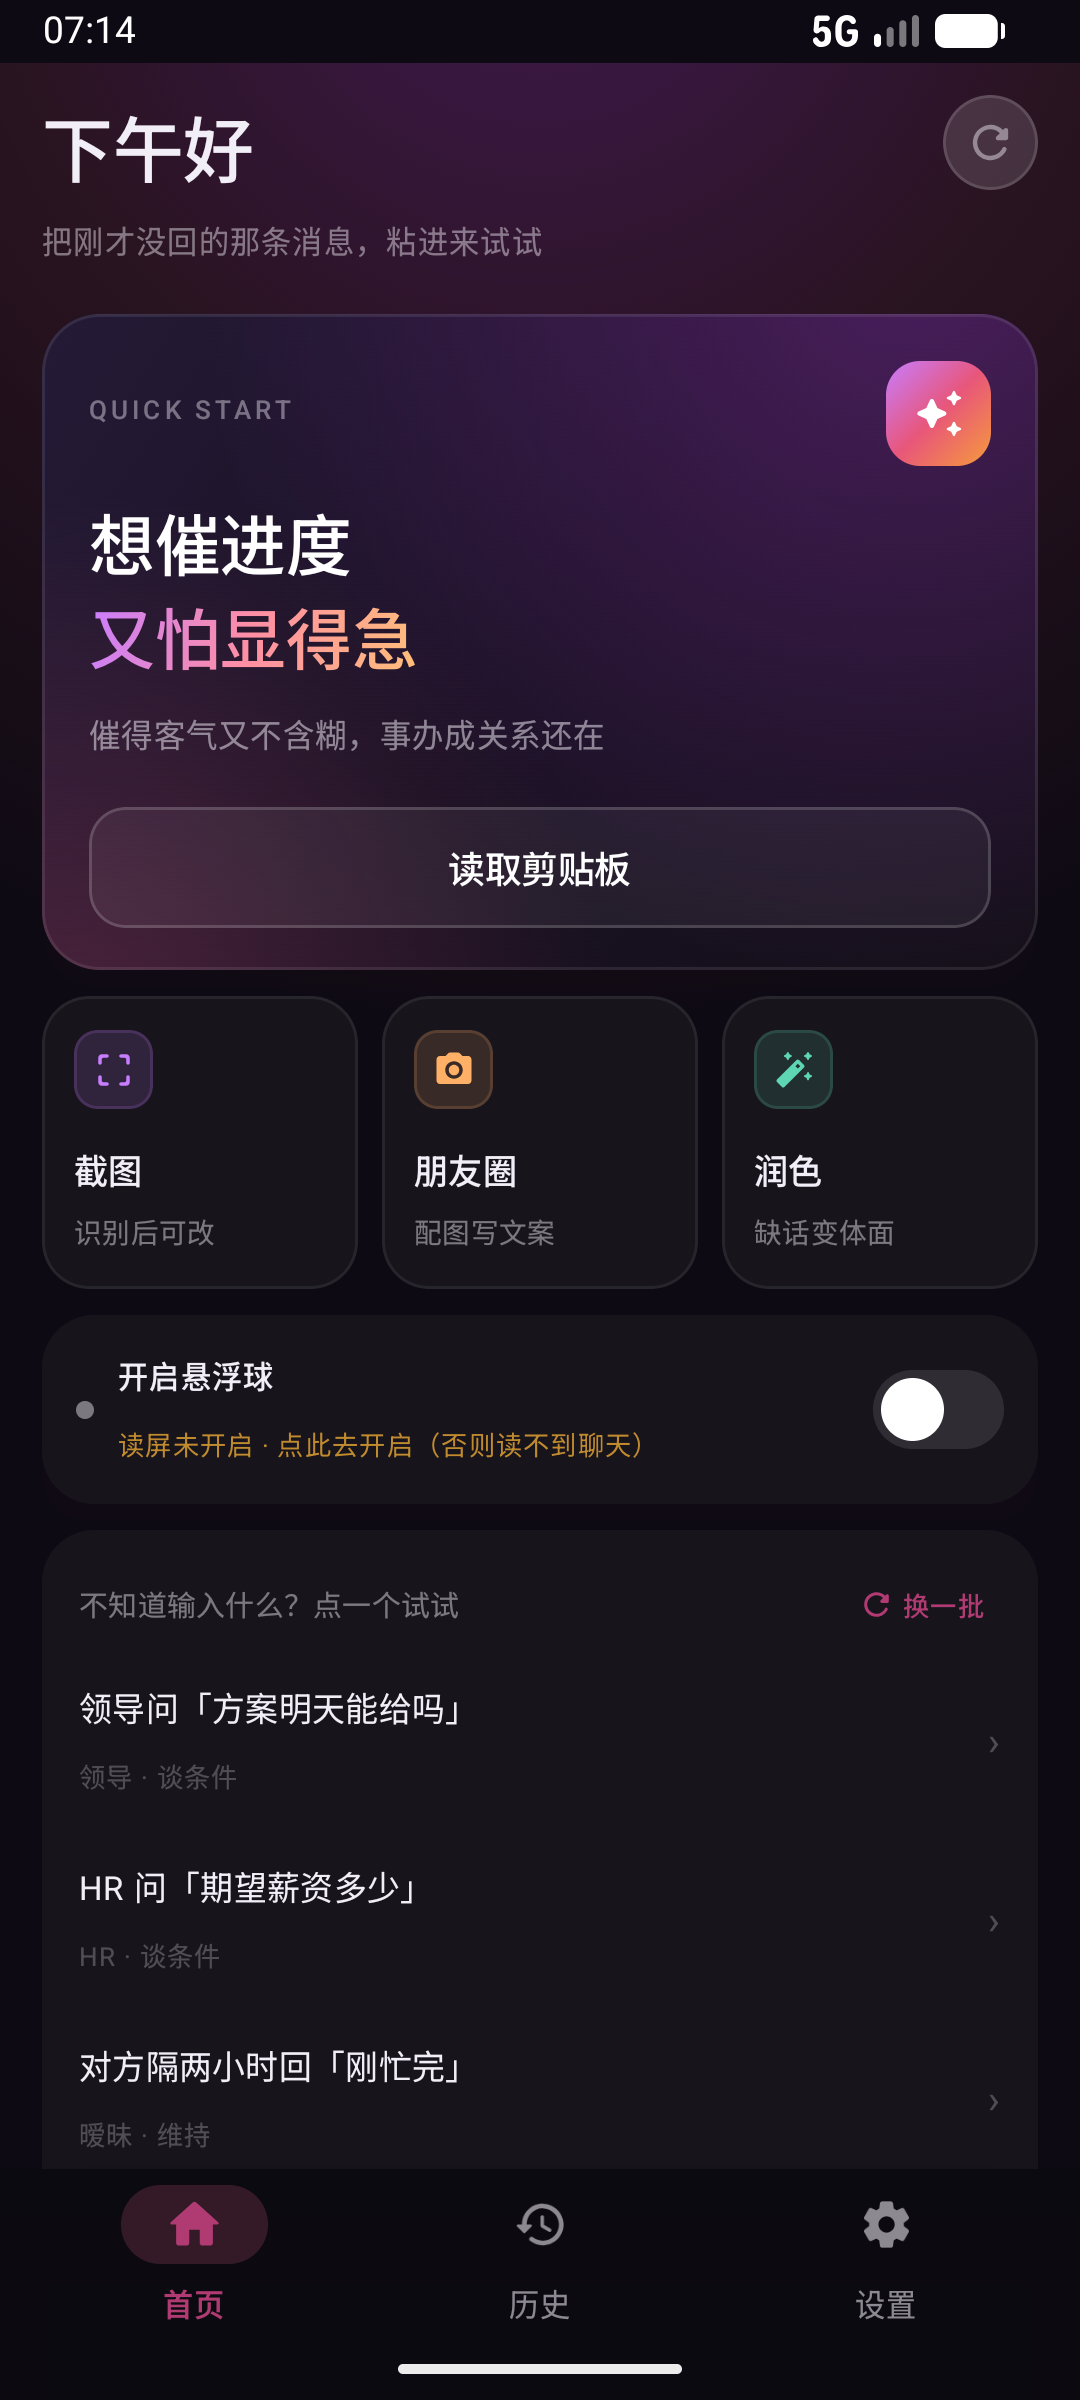 07:14
5G
下午好
把刚才没回的那条消息，粘进来试试
QUICK START
想催进度
又怕显得急
催得客气又不含糊，事办成关系还在
读取剪贴板
截图
识别后可改
朋友圈
配图写文案
润色
缺话变体面
开启悬浮球
读屏未开启 · 点此去开启（否则读不到聊天）
不知道输入什么？点一个试试
换一批
领导问「方案明天能给吗」
领导 · 谈条件
HR 问「期望薪资多少」
HR · 谈条件
对方隔两小时回「刚忙完」
暧昧 · 维持
首页
历史
设置